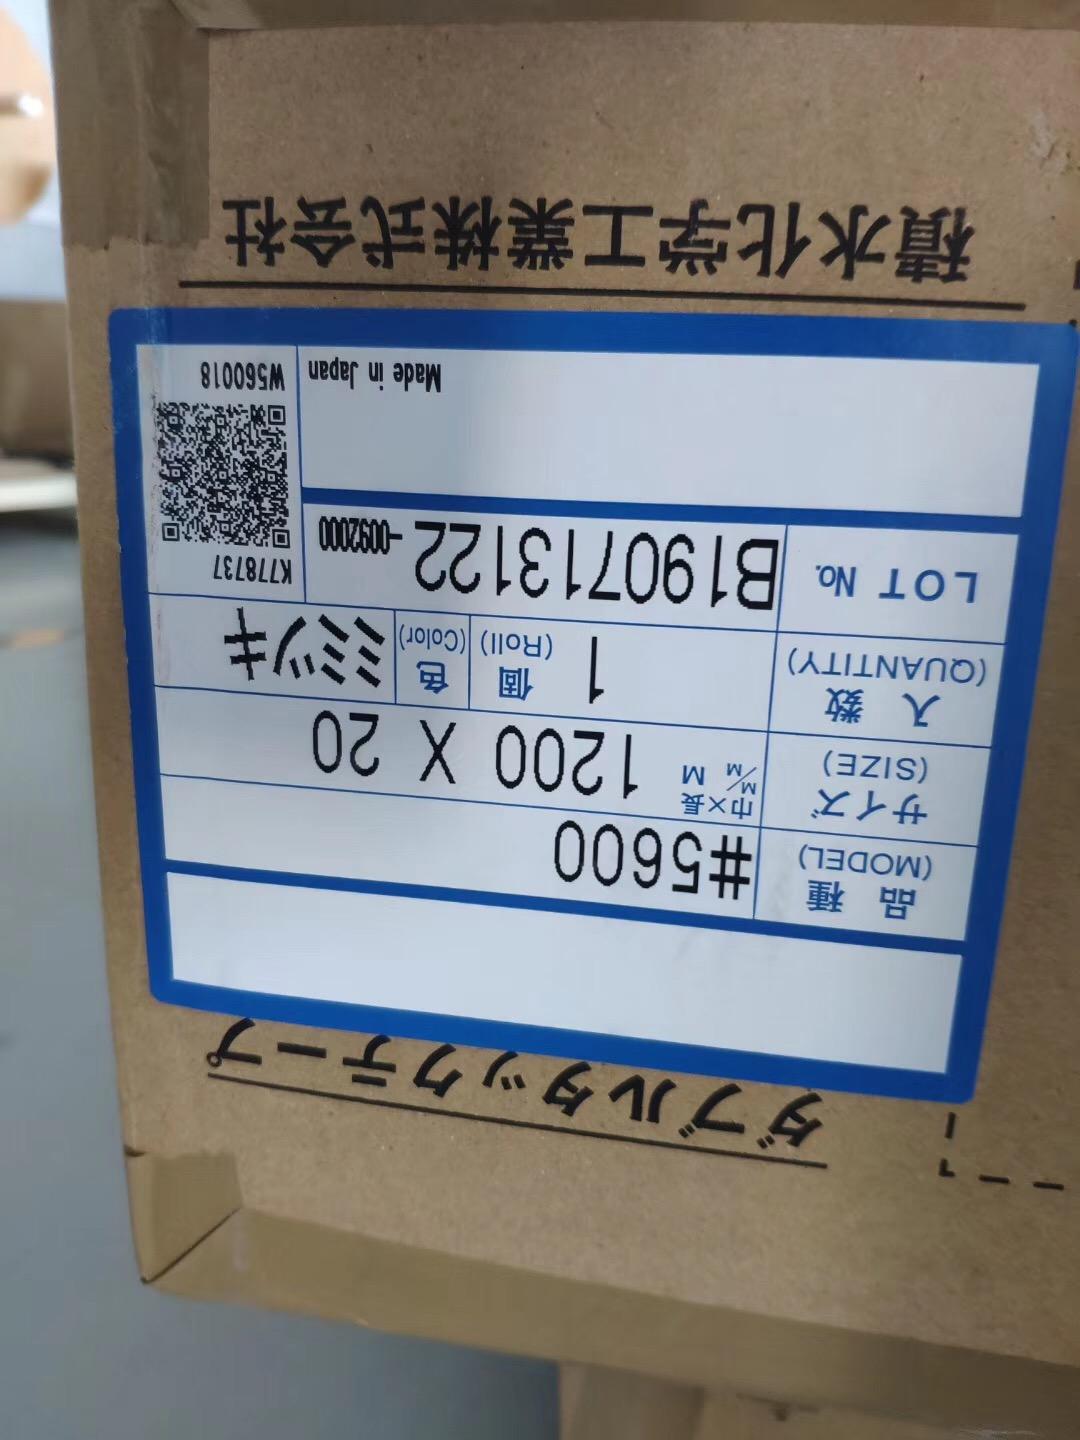 ダブルタックテープ
品種 (MODEL) #5600
サイズ (SIZE) 巾×長 M/M M 1200 X 20
入数 (QUANTITY) 1 個 (Roll) 色 (Color) ミミツキ
LOT No. B190713122 -0092000
K778737
Made in Japan
W560018
積水化学工業株式会社